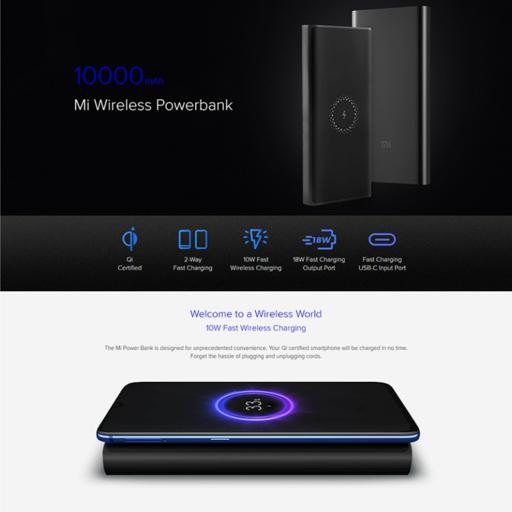 10000mAh
Mi Wireless Powerbank
mi
Qi
Certified
2-Way
Fast Charging
10W Fast
Wireless Charging
18W
18W Fast Charging
Output Port
Fast Charging
USB-C Input Port
Welcome to a Wireless World
10W Fast Wireless Charging
The Mi Power Bank is designed for unprecedented convenience. Your Qi certified smartphone will be charged in no time.
Forget the hassle of plugging and unplugging cords.